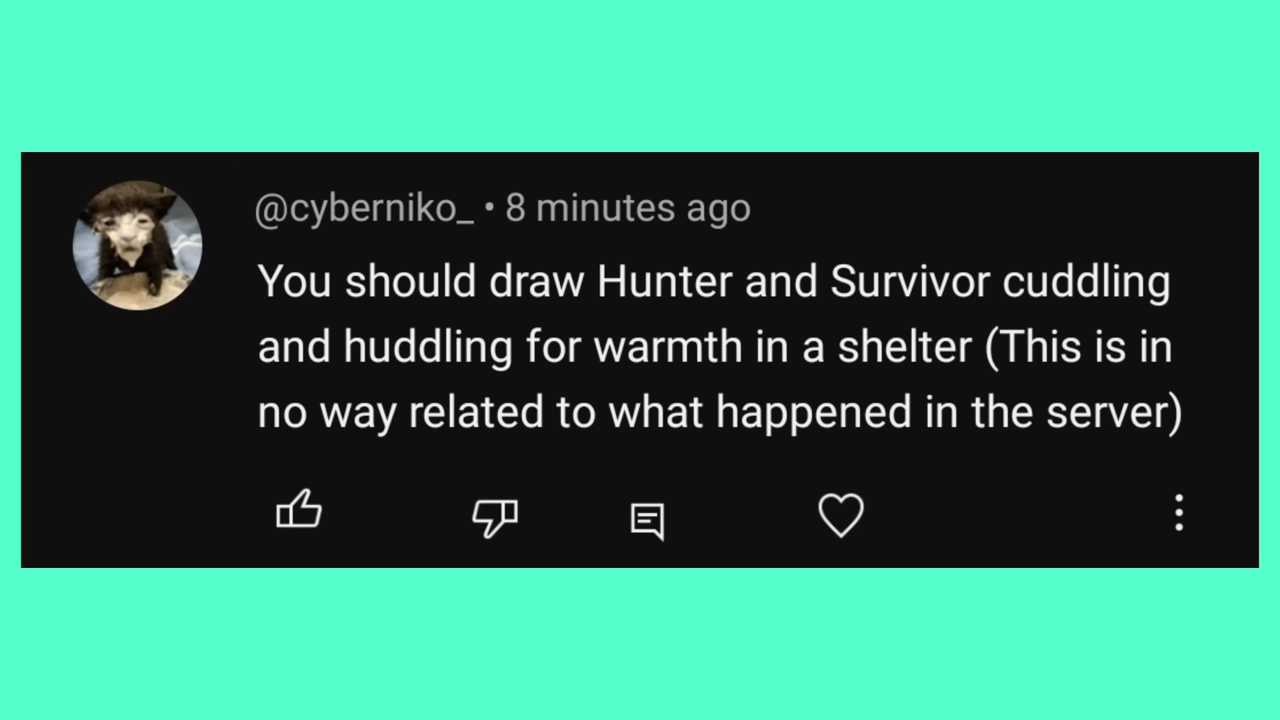 @cyberniko_ • 8 minutes ago
You should draw Hunter and Survivor cuddling
and huddling for warmth in a shelter (This is in
no way related to what happened in the server)